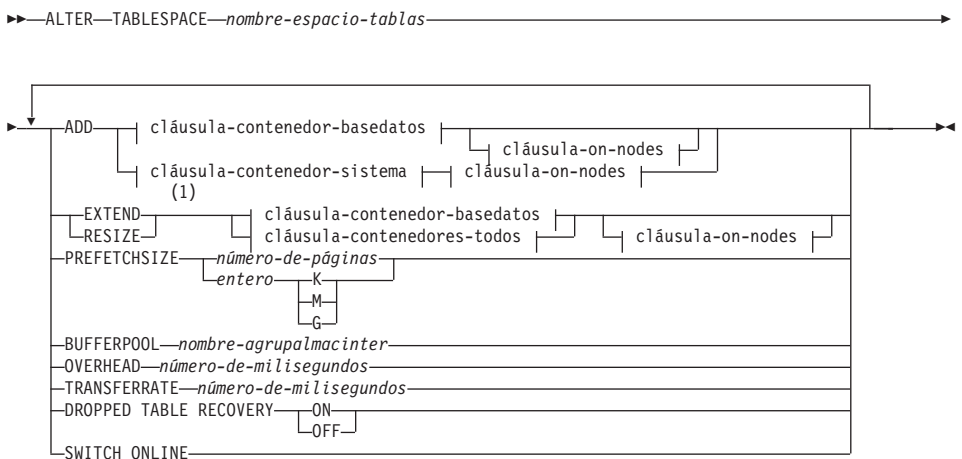 ALTER TABLESPACE nombre-espacio-tablas
ADD cláusula-contenedor-basedatos
cláusula-on-nodes
cláusula-contenedor-sistema cláusula-on-nodes
(1)
EXTEND cláusula-contenedor-basedatos
RESIZE cláusula-contenedores-todos cláusula-on-nodes
PREFETCHSIZE número-de-páginas
entero K
M
G
BUFFERPOOL nombre-agrupalmacinter
OVERHEAD número-de-milisegundos
TRANSFERRATE número-de-milisegundos
DROPPED TABLE RECOVERY ON
OFF
SWITCH ONLINE